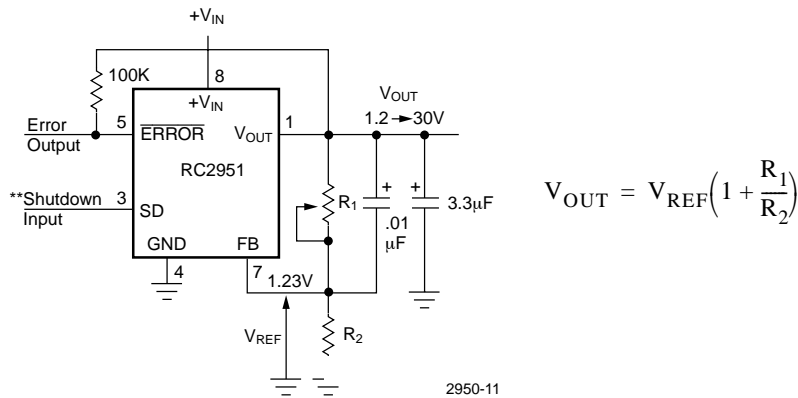 +V_IN
100K
8
+V_IN
V_OUT
1.2 → 30V
Error
Output
5
ERROR
V_OUT
1
RC2951
**Shutdown
Input
3
SD
R_1
+
.01
μF
+
3.3μF
GND
FB
4
7
1.23V
V_REF
R_2
2950-11
V_OUT = V_REF(1 + R_1/R_2)